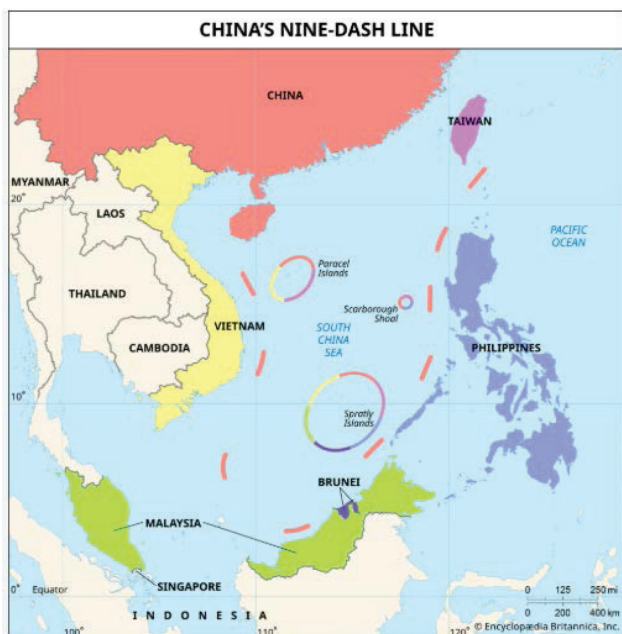 CHINA'S NINE-DASH LINE
CHINA
TAIWAN
MYANMAR
20°
LAOS
PACIFIC
OCEAN
Paracel
Islands
THAILAND
Scarborough
Shoal
VIETNAM
SOUTH
CHINA
SEA
CAMBODIA
PHILIPPINES
10°
Spratly
Islands
BRUNEI
MALAYSIA
SINGAPORE
0°
Equator
0 125 250 mi
0 200 400 km
INDONESIA
100°
110°
120°
© Encyclopædia Britannica, Inc.